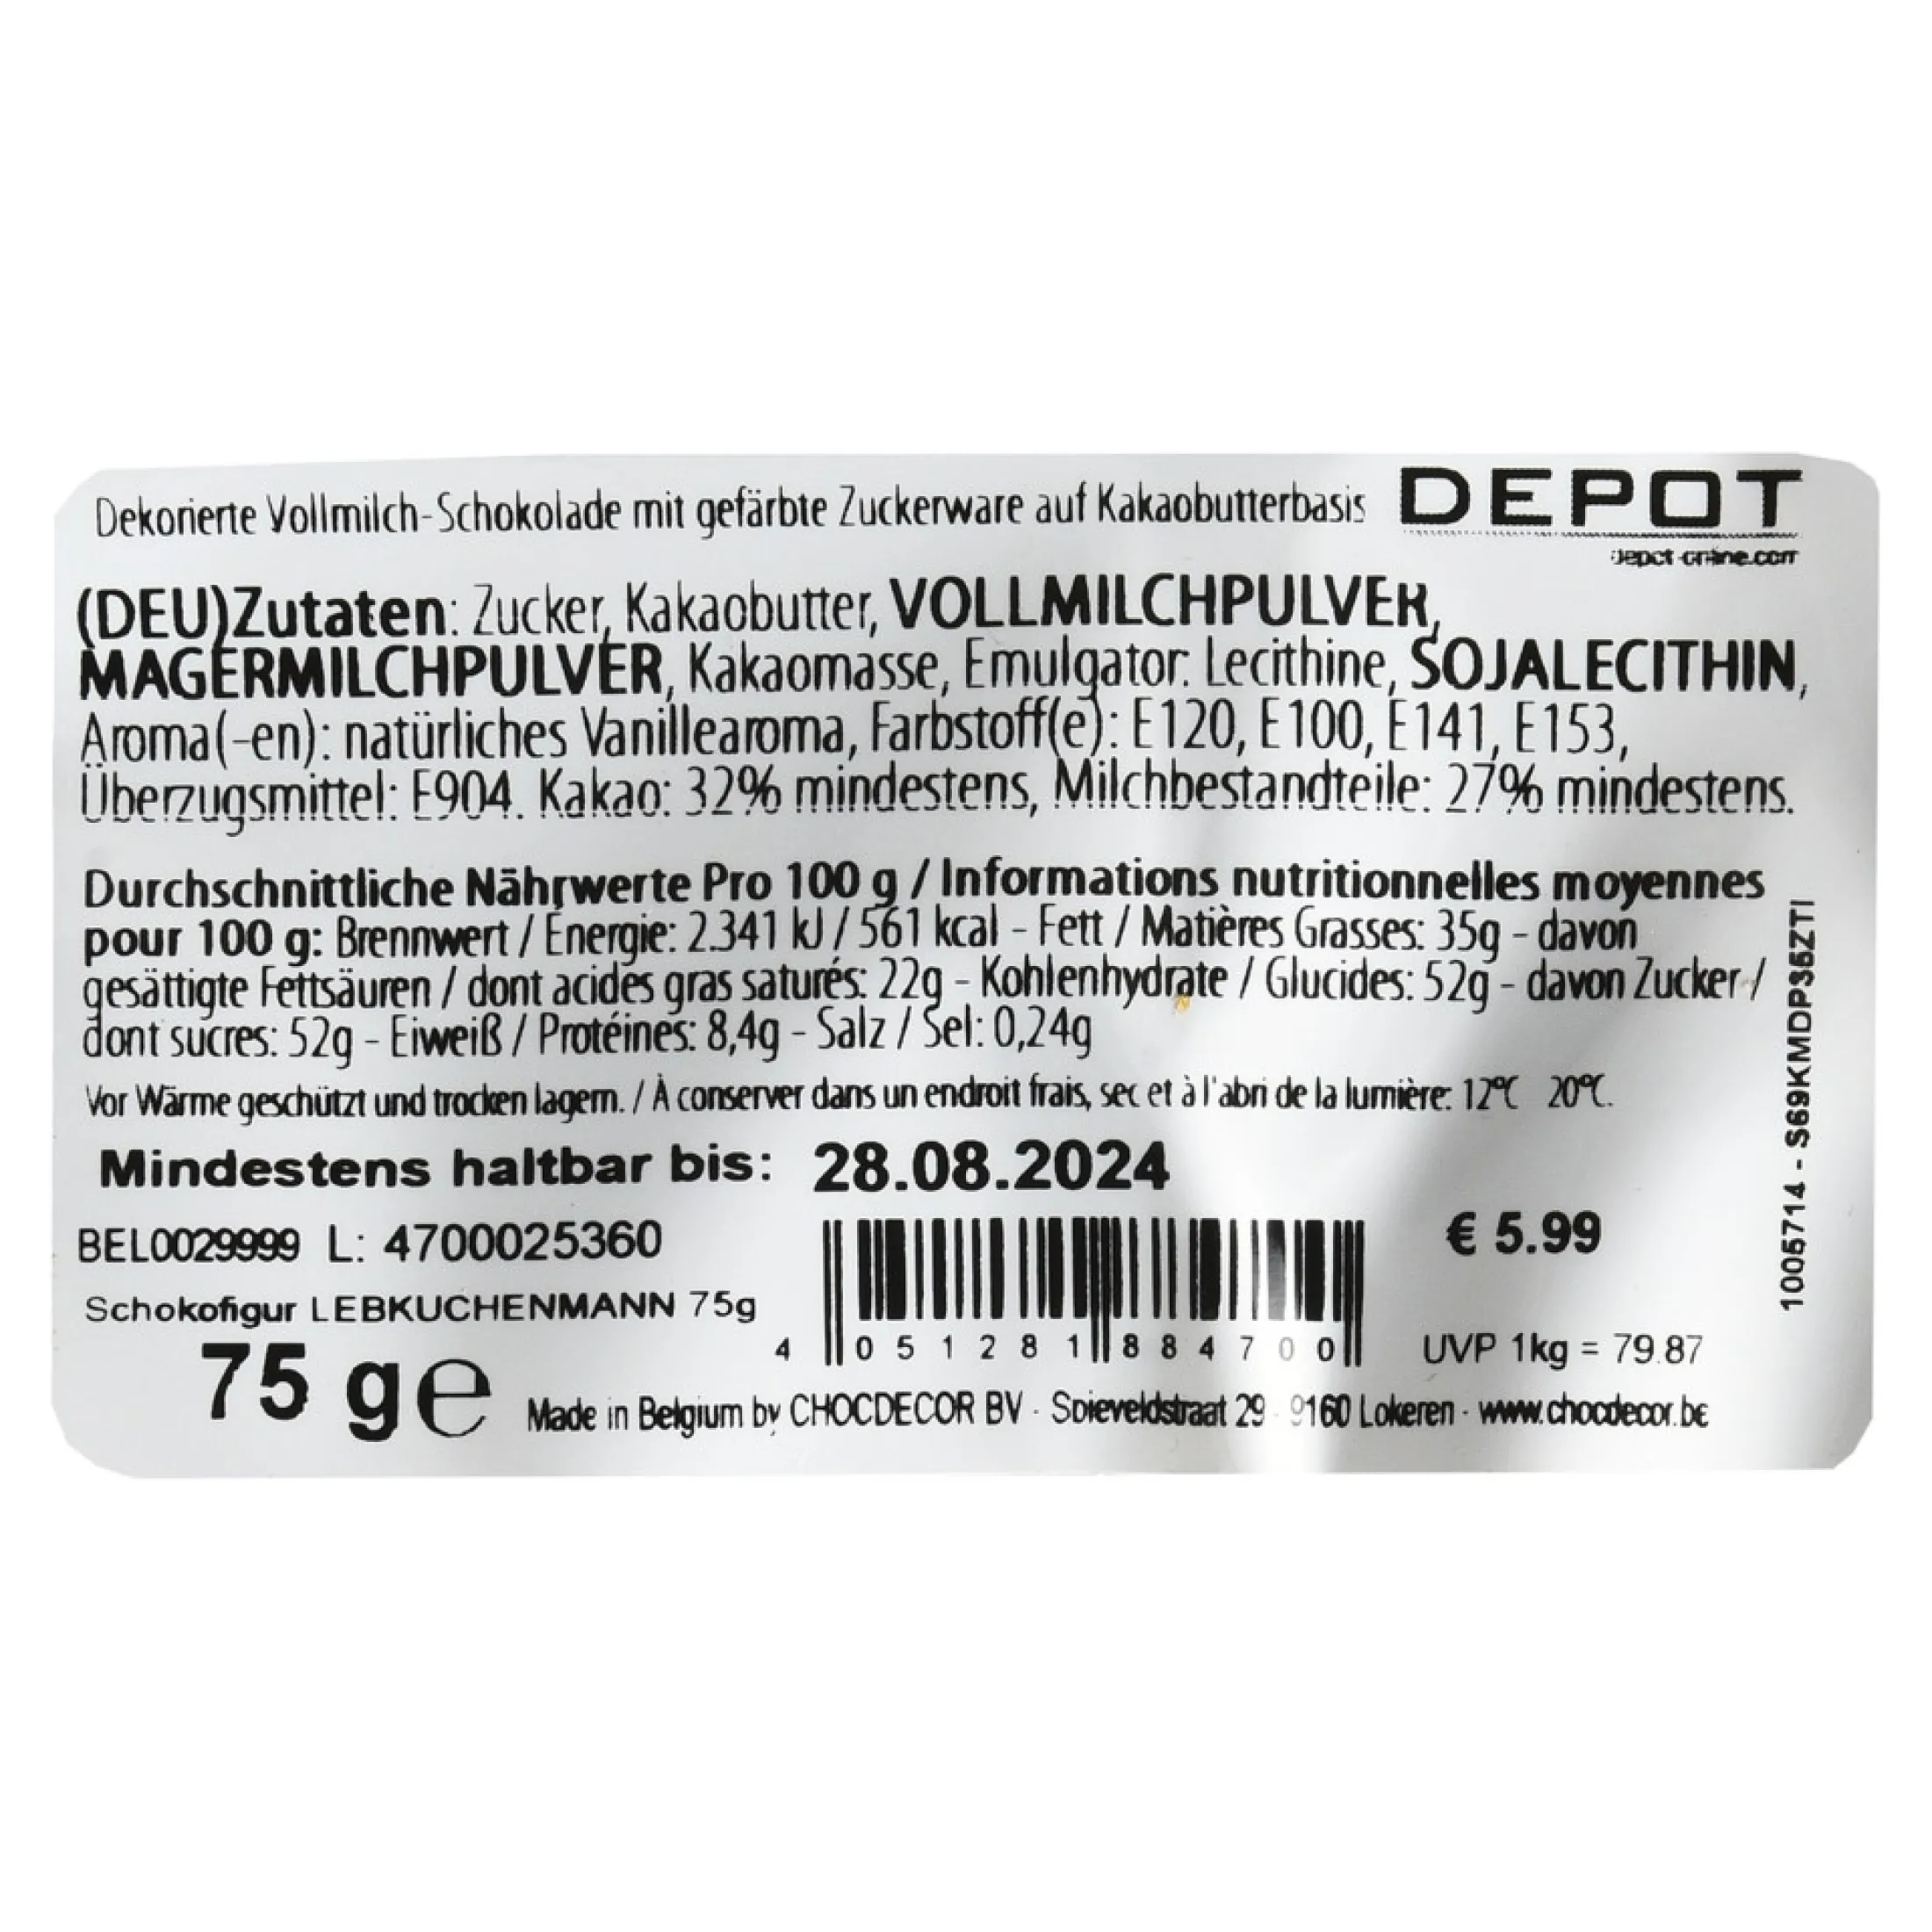 Dekorierte Vollmilch-Schokolade mit gefärbte Zuckerware auf Kakaobutterbasis
DEPOT
depot-online.com
(DEU)Zutaten: Zucker, Kakaobutter, VOLLMILCHPULVER,
MAGERMILCHPULVER, Kakaomasse, Emulgator: Lecithine, SOJALECITHIN,
Aroma(-en): natürliches Vanillearoma, Farbstoff(e): E120, E100, E141, E153,
Überzugsmittel: E904. Kakao: 32% mindestens, Milchbestandteile: 27% mindestens.
Durchschnittliche Nährwerte Pro 100 g / Informations nutritionnelles moyennes
pour 100 g: Brennwert / Énergie: 2.341 kJ / 561 kcal - Fett / Matières Grasses: 35g - davon
gesättigte Fettsäuren / dont acides gras saturés: 22g - Kohlenhydrate / Glucides: 52g - davon Zucker /
dont sucres: 52g - Eiweiß / Protéines: 8,4g - Salz / Sel: 0,24g
Vor Wärme geschützt und trocken lagern. / À conserver dans un endroit frais, sec et à l'abri de la lumière: 12°C 20°C.
Mindestens haltbar bis: 28.08.2024
BEL0029999 L: 4700025360
€ 5.99
Schokofigur LEBKUCHENMANN 75g
4 051281 884700
UVP 1kg = 79.87
75 g e
Made in Belgium by CHOCDECOR BV - Spieveldstraat 29 - 9160 Lokeren - www.chocdecor.be
1005714 - S69KMDP36ZTI